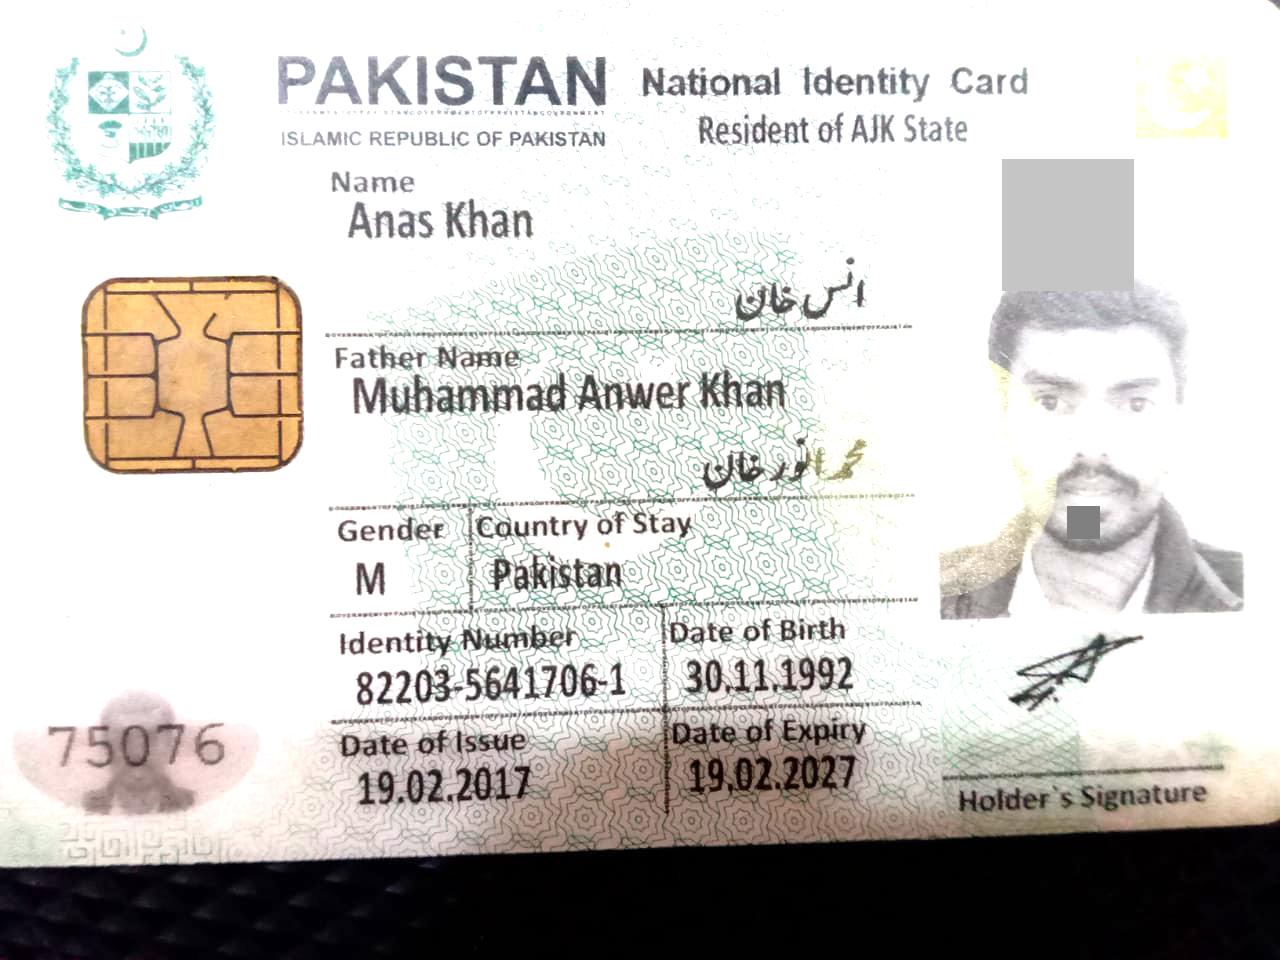 PAKISTAN
National Identity Card
ISLAMIC REPUBLIC OF PAKISTAN
Resident of AJK State
Name
Anas Khan
انس خان
Father Name
Muhammad Anwer Khan
محمد انور خان
Gender
Country of Stay
M
Pakistan
Identity Number
Date of Birth
82203-5641706-1
30.11.1992
75076
Date of Issue
Date of Expiry
19.02.2017
19.02.2027
Holder's Signature